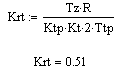 Krt := Tz·R / Ktp·Kt·2·Ttp
Krt = 0.51